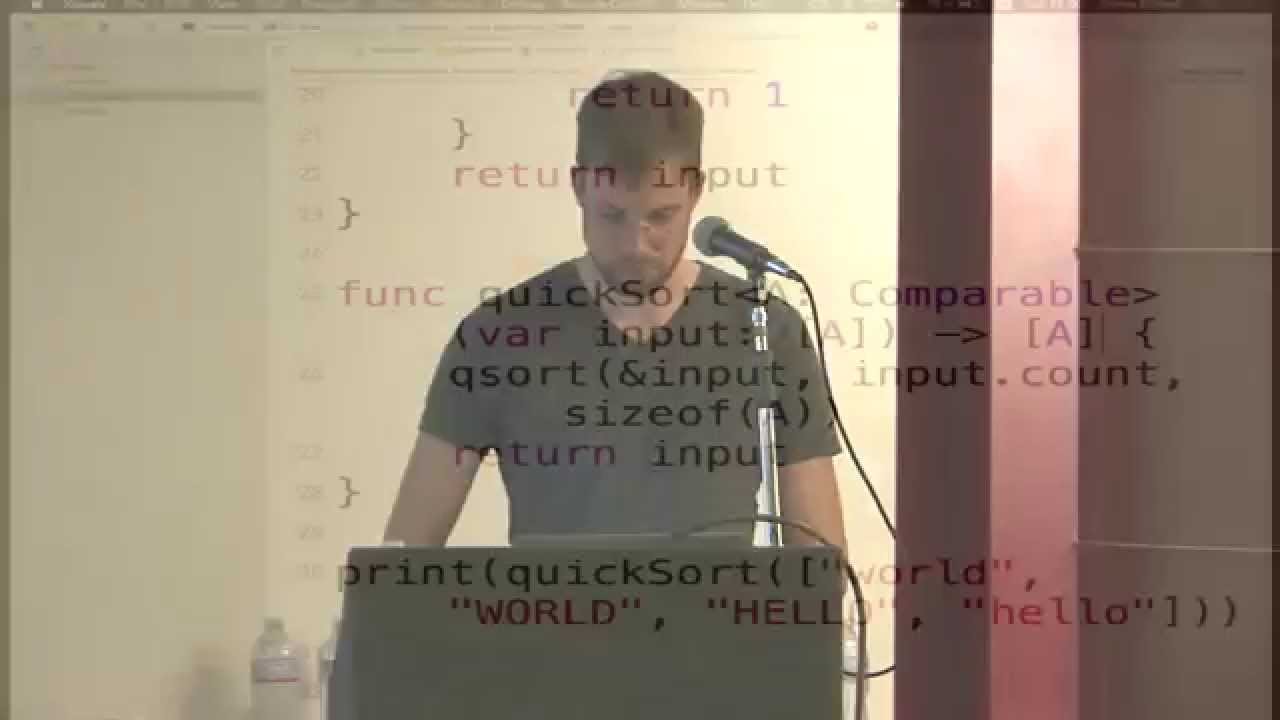 return 1
}
return input
}
func quickSort<A: Comparable>
(var input: [A]) -> [A] {
qsort(&input, input.count,
sizeof(A),
return input
}
print(quickSort(["world",
"WORLD", "HELLO", "hello"]))